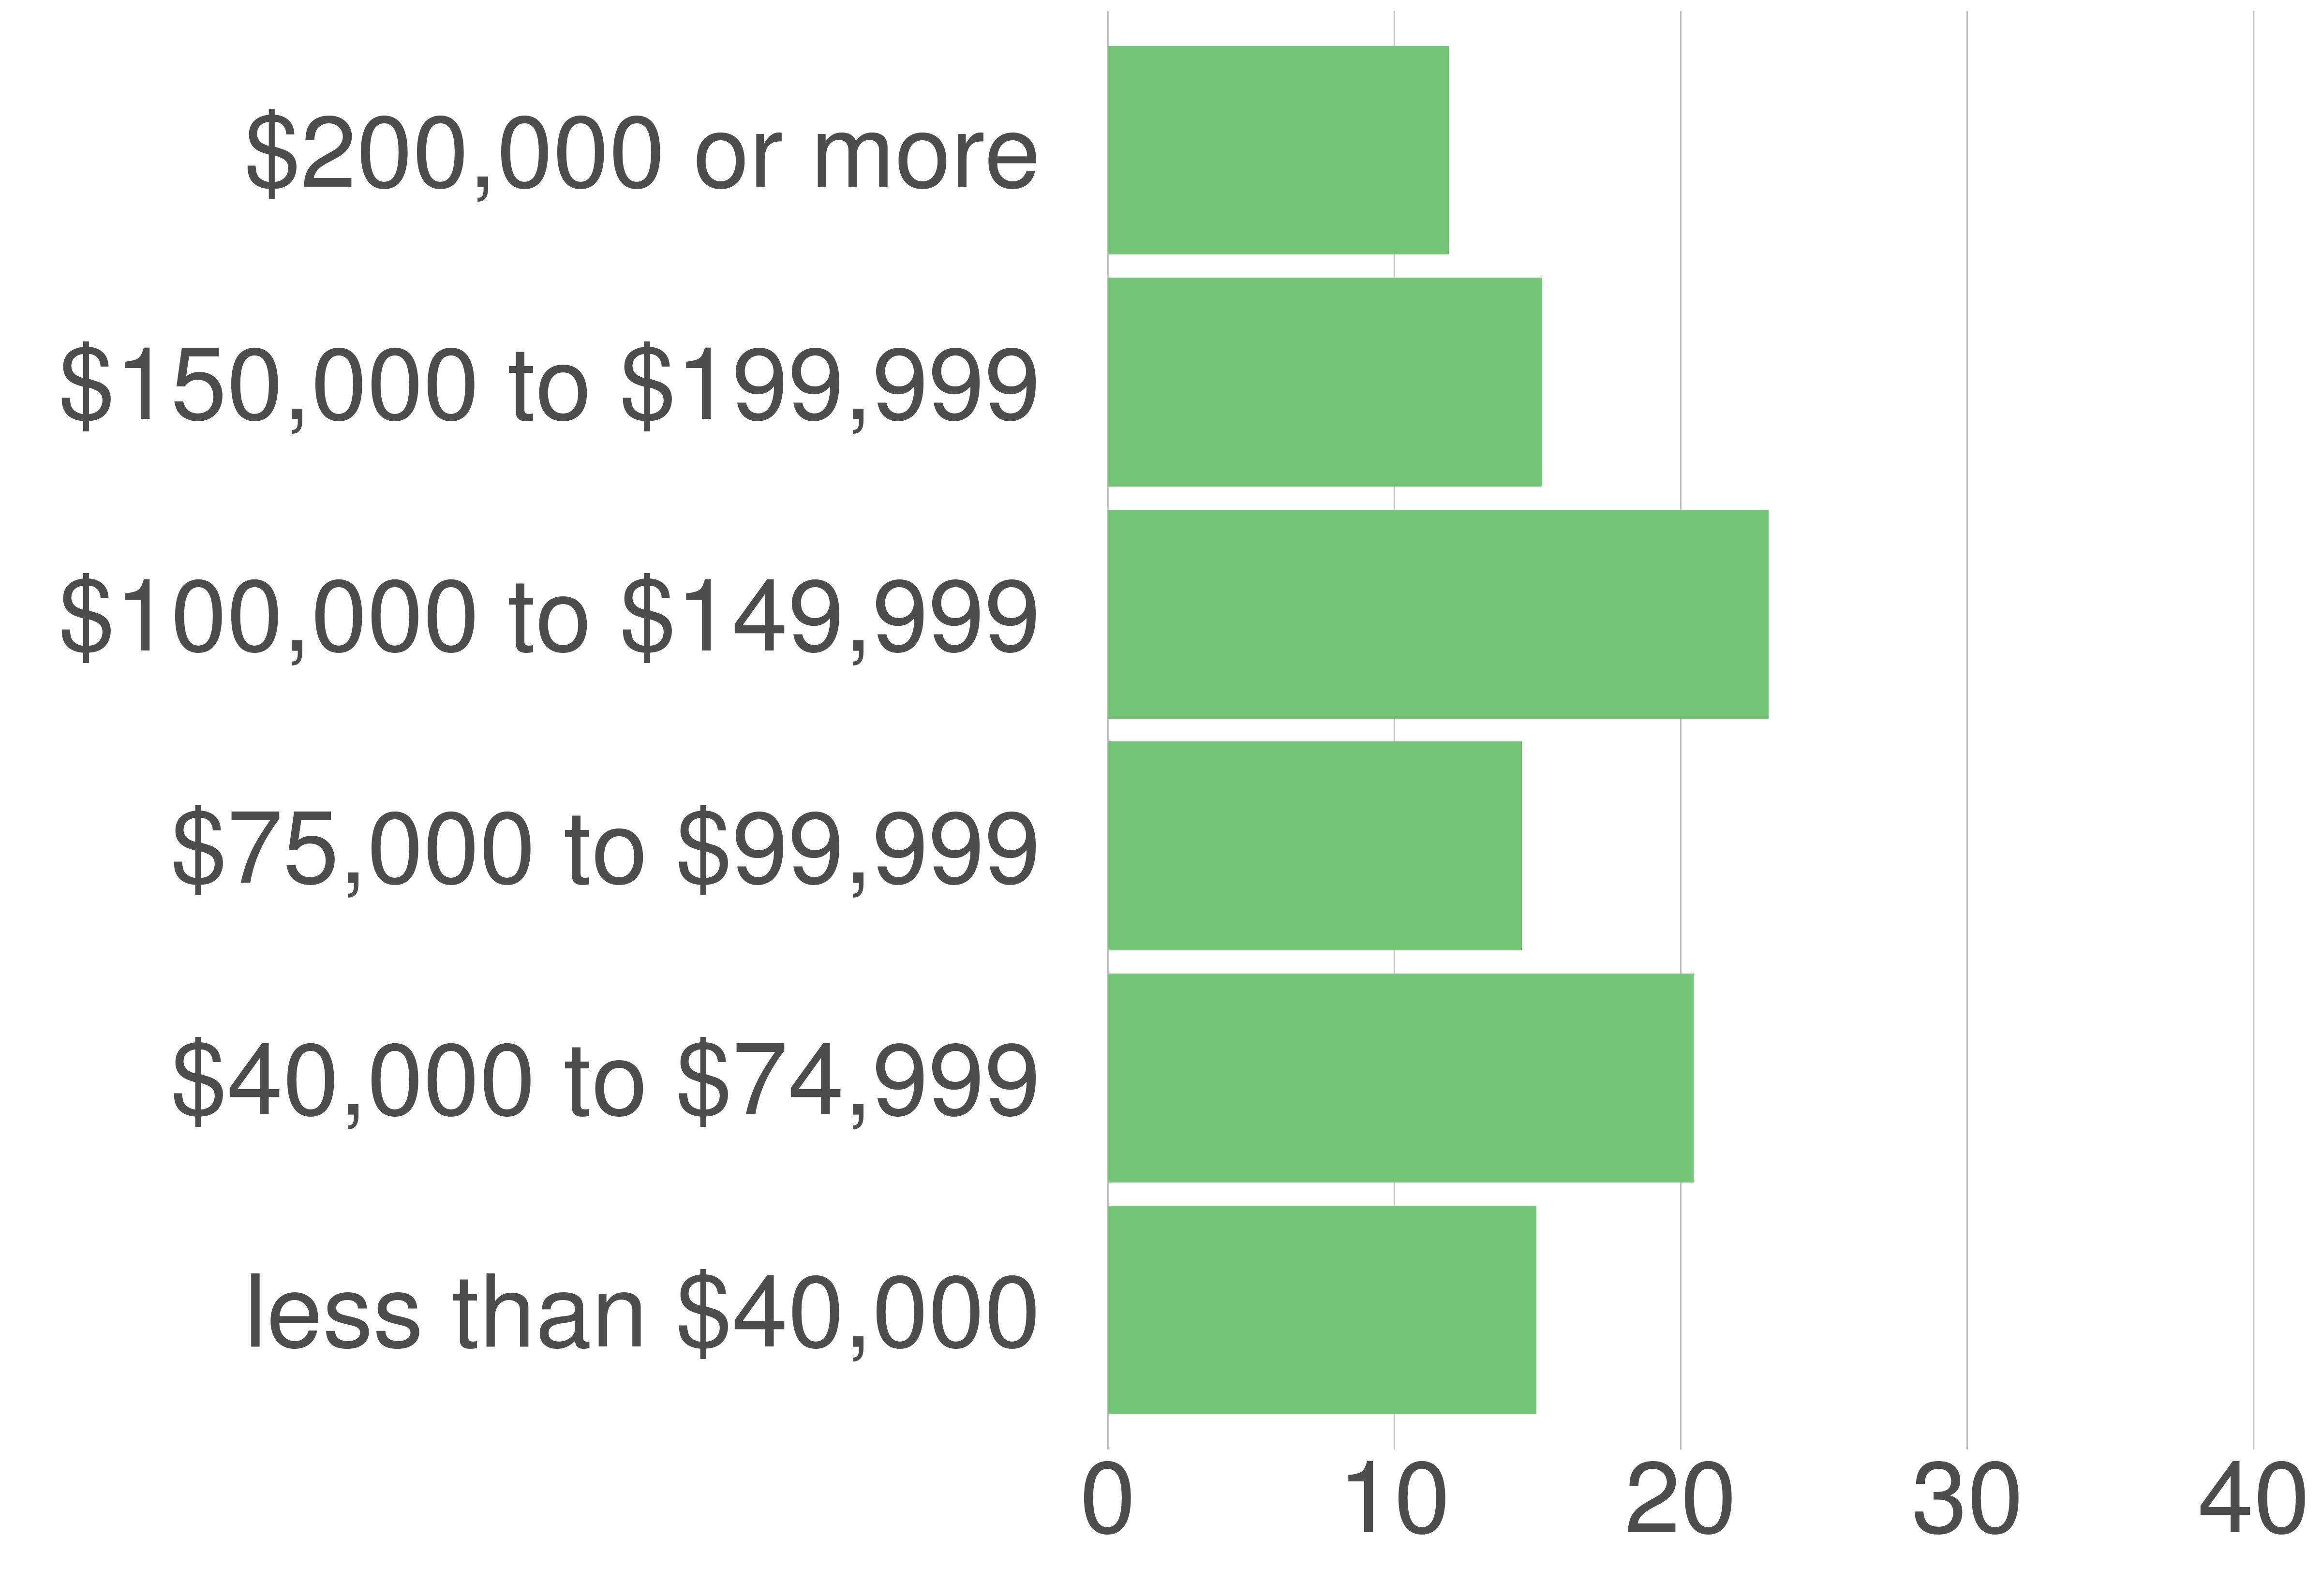 $200,000 or more
$150,000 to $199,999
$100,000 to $149,999
$75,000 to $99,999
$40,000 to $74,999
less than $40,000
0 10 20 30 40